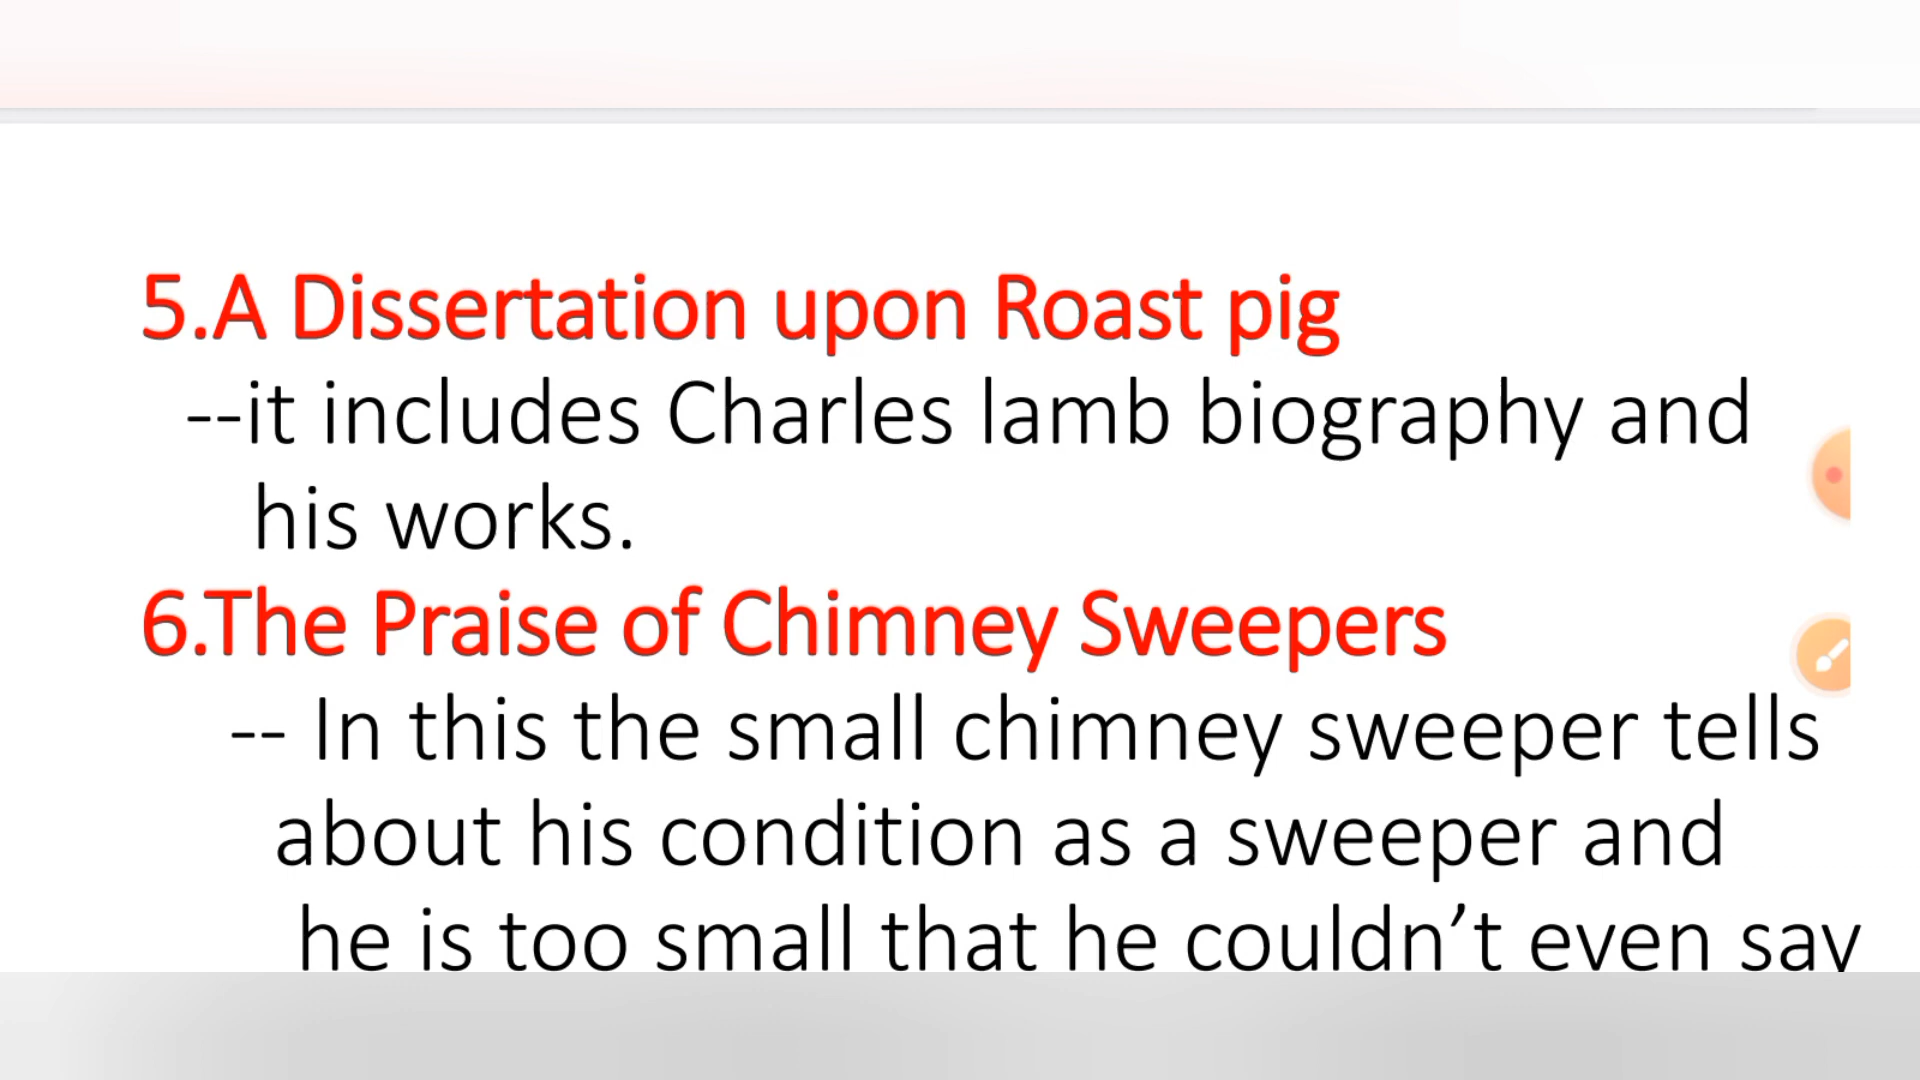 5.A Dissertation upon Roast pig
--it includes Charles lamb biography and
his works.
6.The Praise of Chimney Sweepers
-- In this the small chimney sweeper tells
about his condition as a sweeper and
he is too small that he couldn’t even say